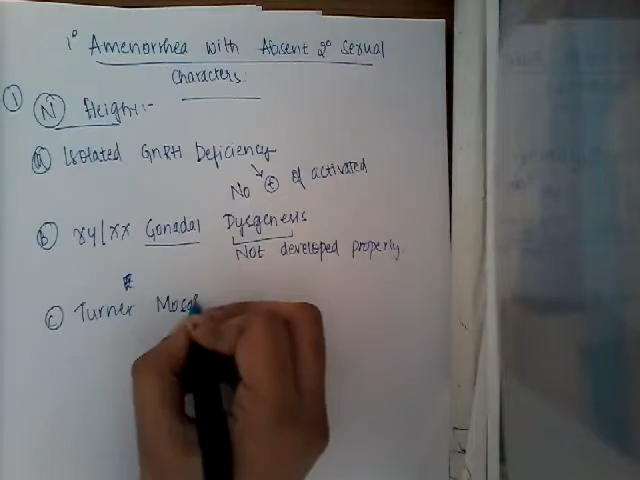 1° Amenorrhea with Absent 2° sexual
characters.
① Ⓝ Height:-
ⓐ Isolated GnRH Deficiency
No ⊕ of activated
ⓑ XY/XX Gonadal Dysgenesis
Not developed properly.
ⓒ Turner Mosa